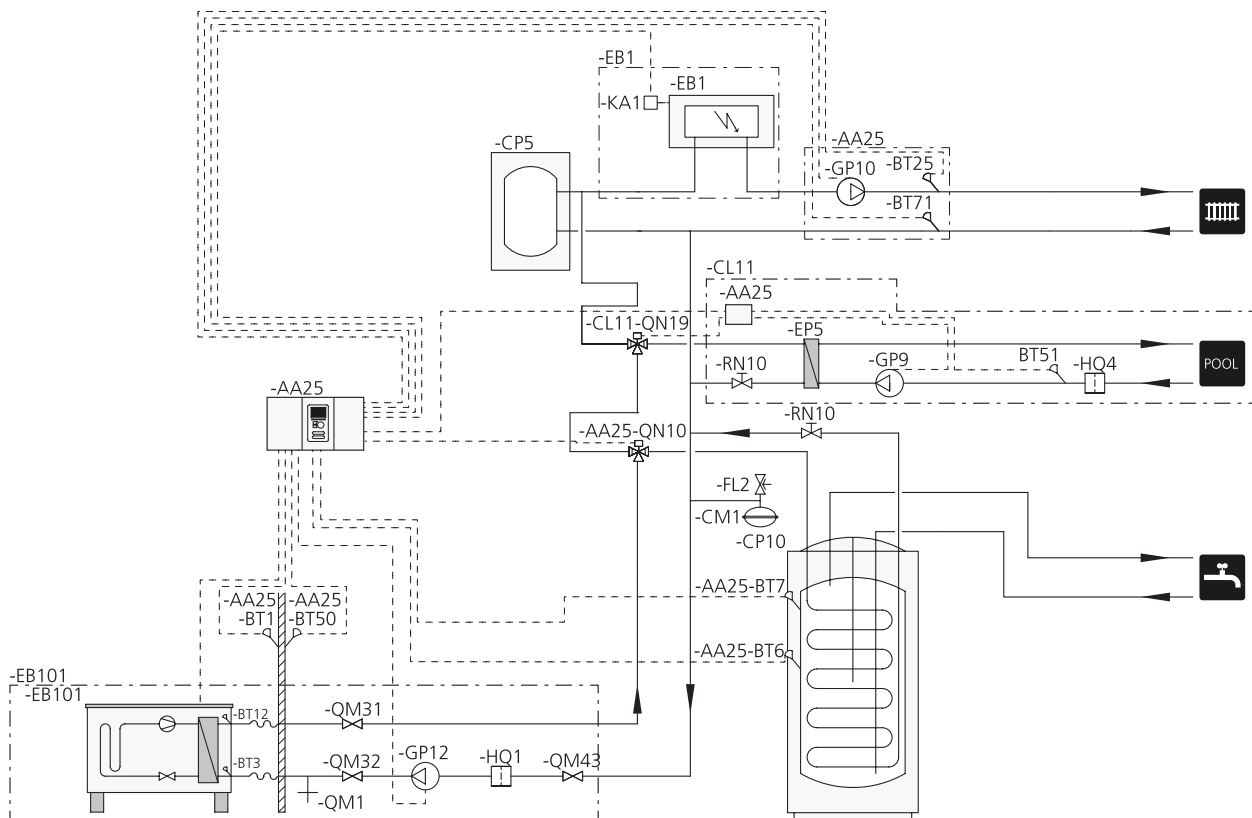 -EB1
-EB1
-KA1
-CP5
-AA25
-GP10
-BT25
-BT71
-CL11
-AA25
-CL11-QN19
-EP5
-RN10
-GP9
BT51
-HQ4
POOL
-AA25
-AA25-QN10
-RN10
-FL2
-CM1
-CP10
-AA25-BT7
-AA25
-AA25
-BT1
-BT50
-AA25-BT6
-EB101
-EB101
-BT12
-QM31
-BT3
-QM32
-GP12
-HQ1
-QM43
-QM1